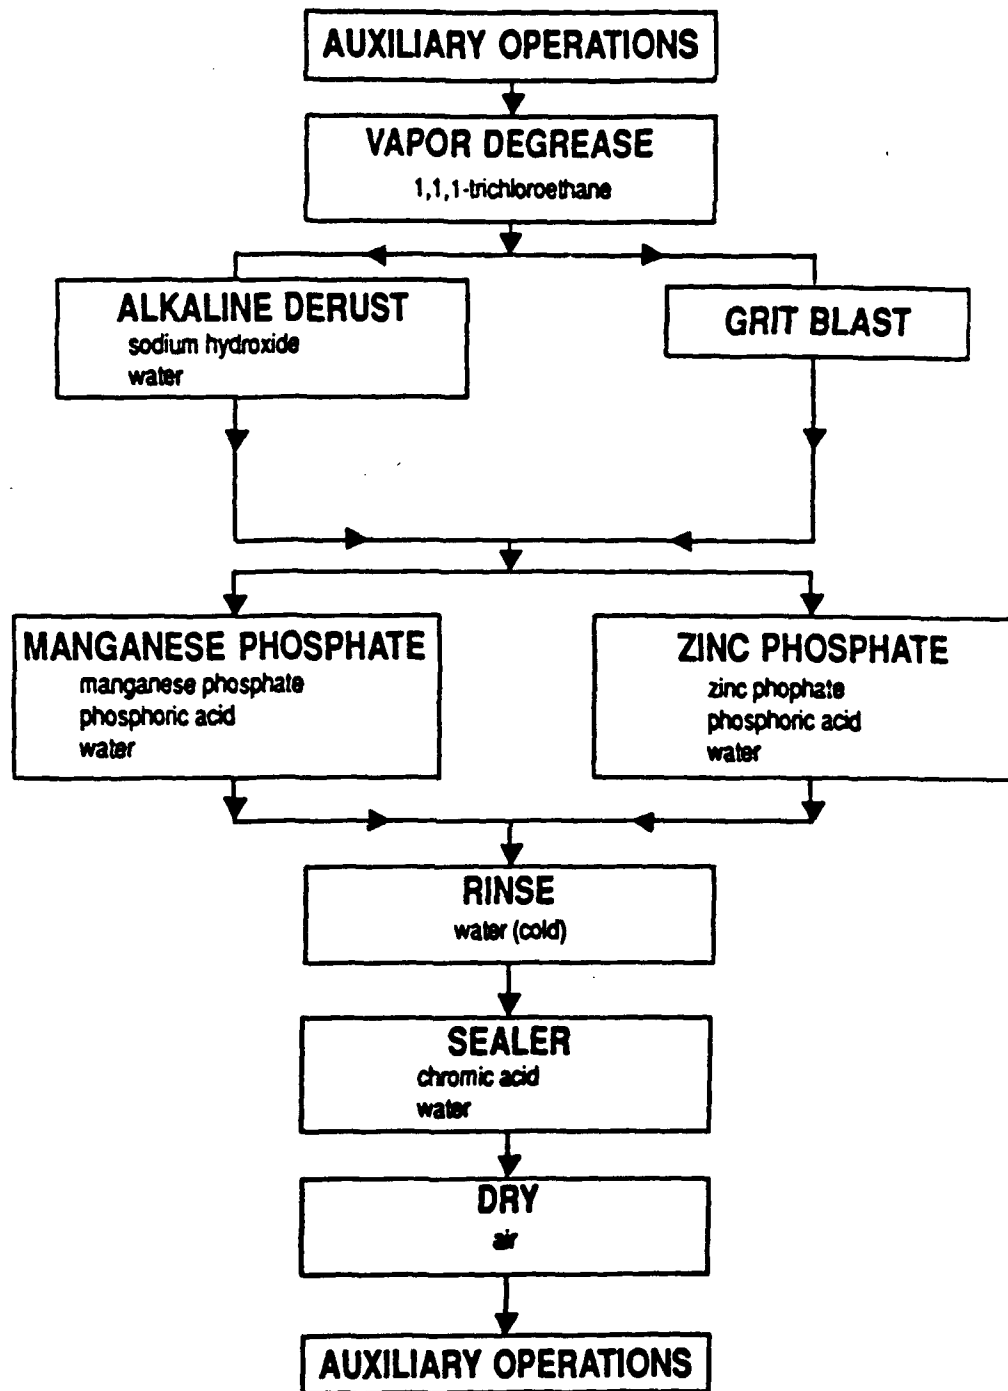 AUXILIARY OPERATIONS
VAPOR DEGREASE
1,1,1-trichloroethane
ALKALINE DERUST
sodium hydroxide
water
GRIT BLAST
MANGANESE PHOSPHATE
manganese phosphate
phosphoric acid
water
ZINC PHOSPHATE
zinc phophate
phosphoric acid
water
RINSE
water (cold)
SEALER
chromic acid
water
DRY
air
AUXILIARY OPERATIONS